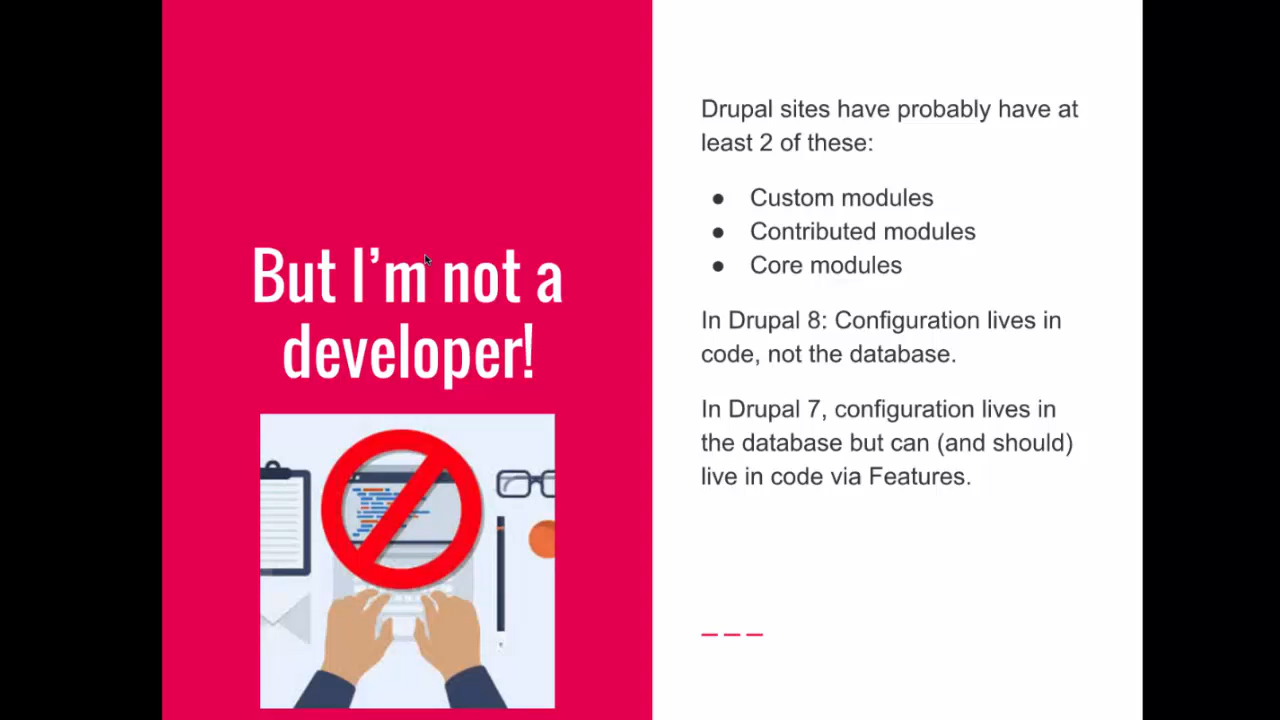 But I'm not a
developer!
Drupal sites have probably have at
least 2 of these:
● Custom modules
● Contributed modules
● Core modules
In Drupal 8: Configuration lives in
code, not the database.
In Drupal 7, configuration lives in
the database but can (and should)
live in code via Features.